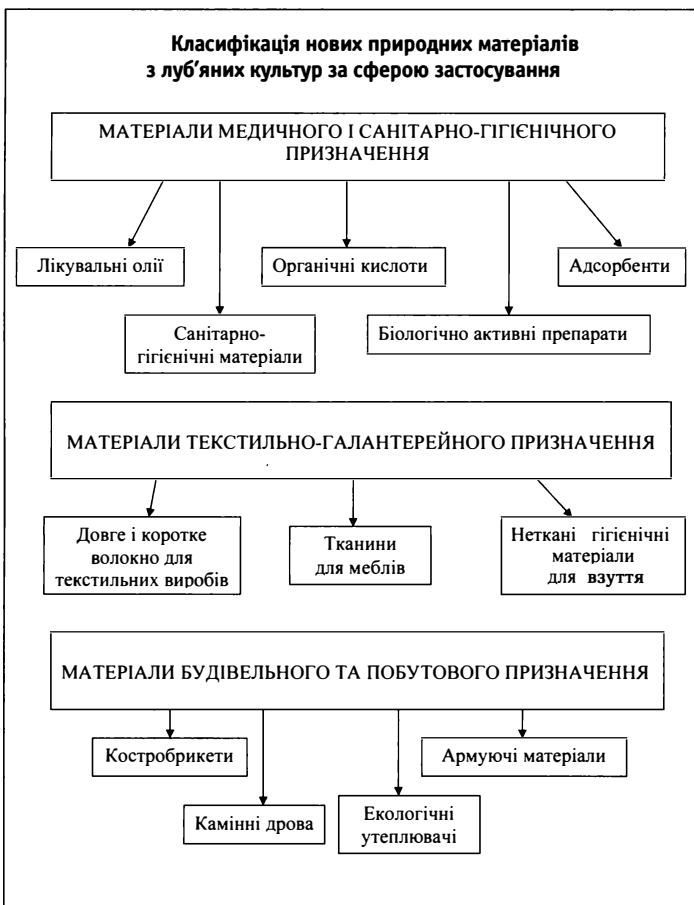 Класифікація нових природних матеріалів
з луб’яних культур за сферою застосування
МАТЕРІАЛИ МЕДИЧНОГО І САНІТАРНО-ГІГІЄНІЧНОГО
ПРИЗНАЧЕННЯ
Лікувальні олії
Органічні кислоти
Адсорбенти
Санітарно-
гігієнічні матеріали
Біологічно активні препарати
МАТЕРІАЛИ ТЕКСТИЛЬНО-ГАЛАНТЕРЕЙНОГО ПРИЗНАЧЕННЯ
Довге і коротке
волокно для
текстильних виробів
Тканини
для меблів
Неткані гігієнічні
матеріали
для взуття
МАТЕРІАЛИ БУДІВЕЛЬНОГО ТА ПОБУТОВОГО ПРИЗНАЧЕННЯ
Костробрикети
Армуючі матеріали
Камінні дрова
Екологічні
утеплювачі